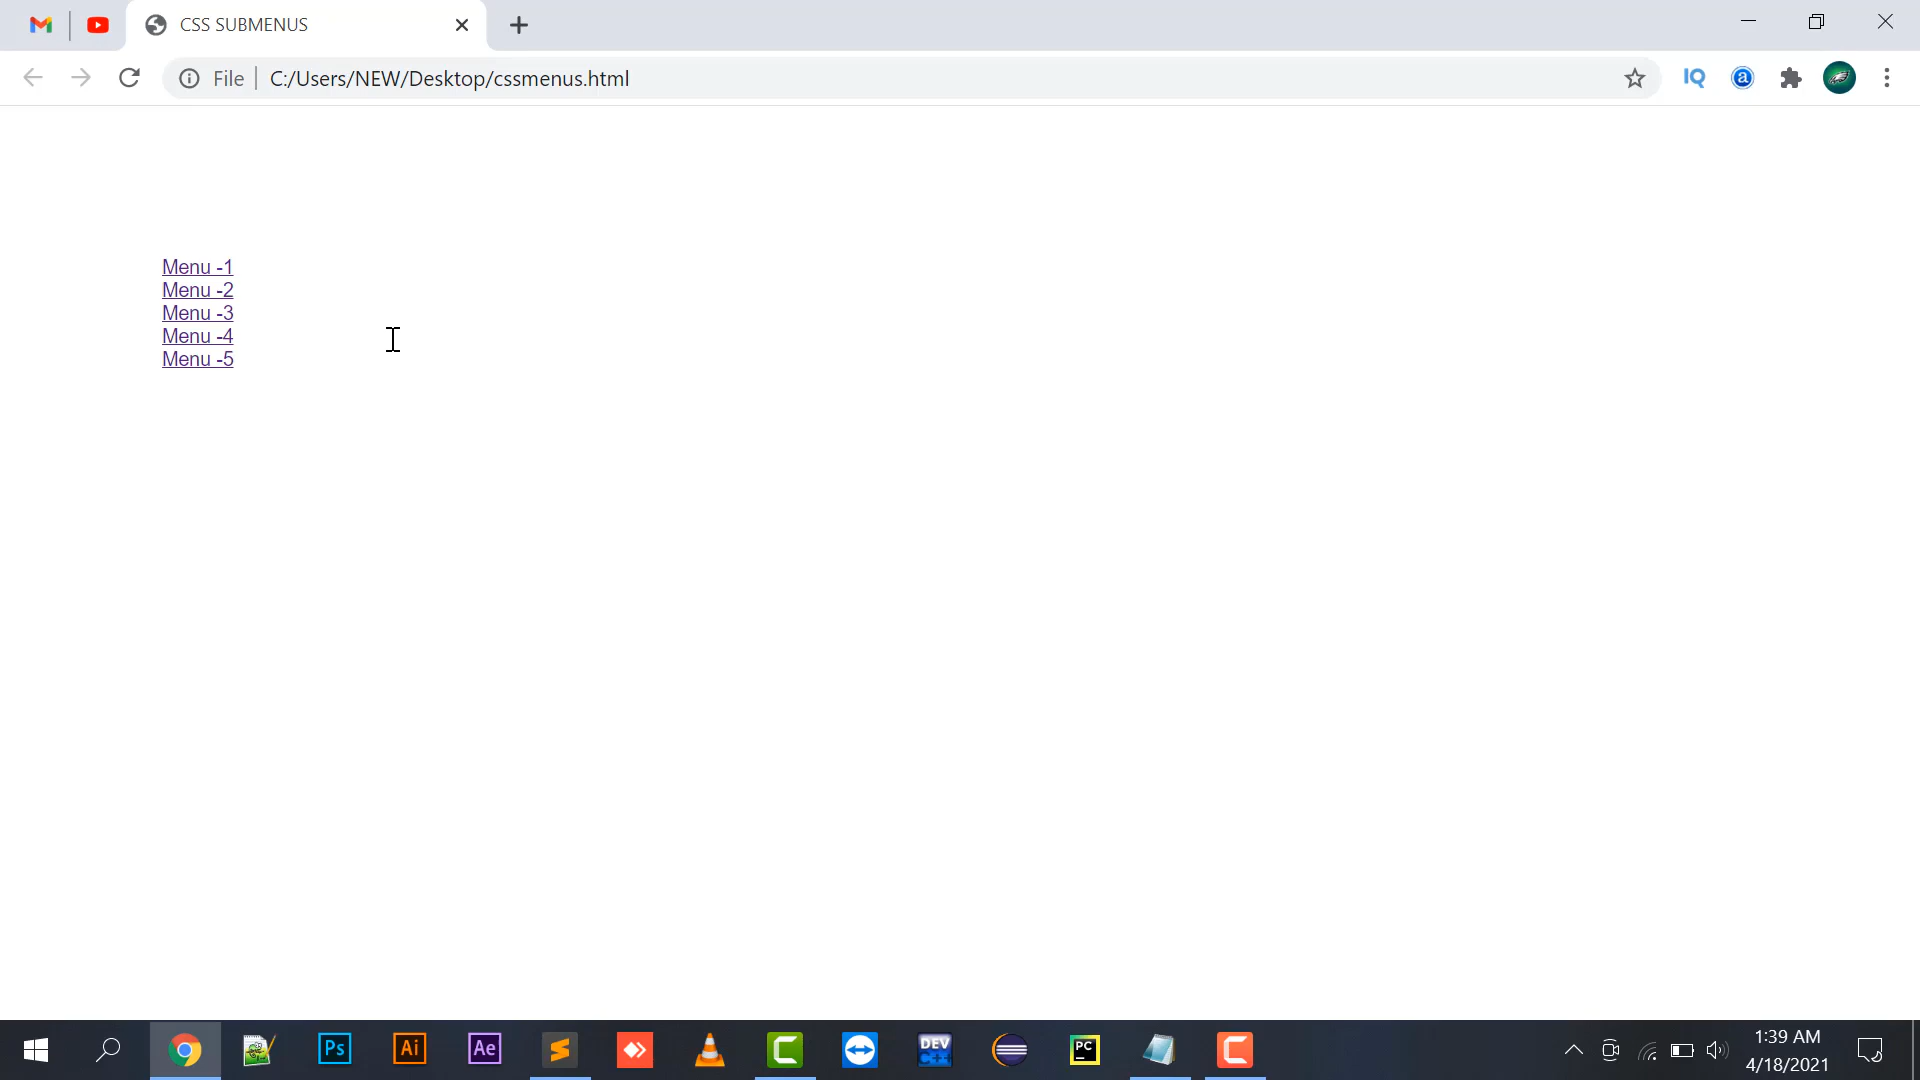 CSS SUBMENUS
File C:/Users/NEW/Desktop/cssmenus.html
IQ
a
Menu -1
Menu -2
Menu -3
Menu -4
Menu -5
Ps
Ai
Ae
DEV
C++
PC
1:39 AM
4/18/2021